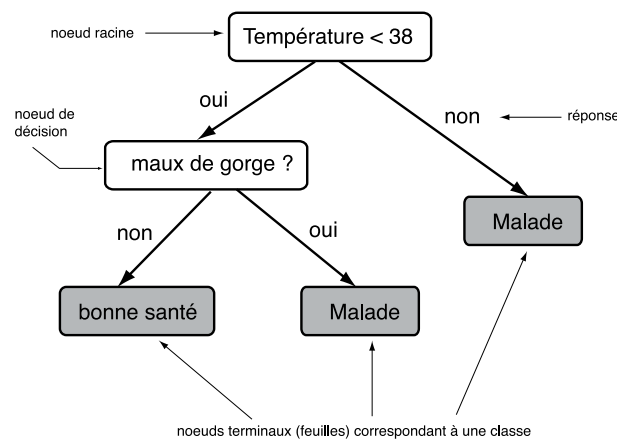 noeud racine
Température < 38
oui
non
réponse
noeud de
décision
maux de gorge ?
non
oui
Malade
bonne santé
Malade
noeuds terminaux (feuilles) correspondant à une classe